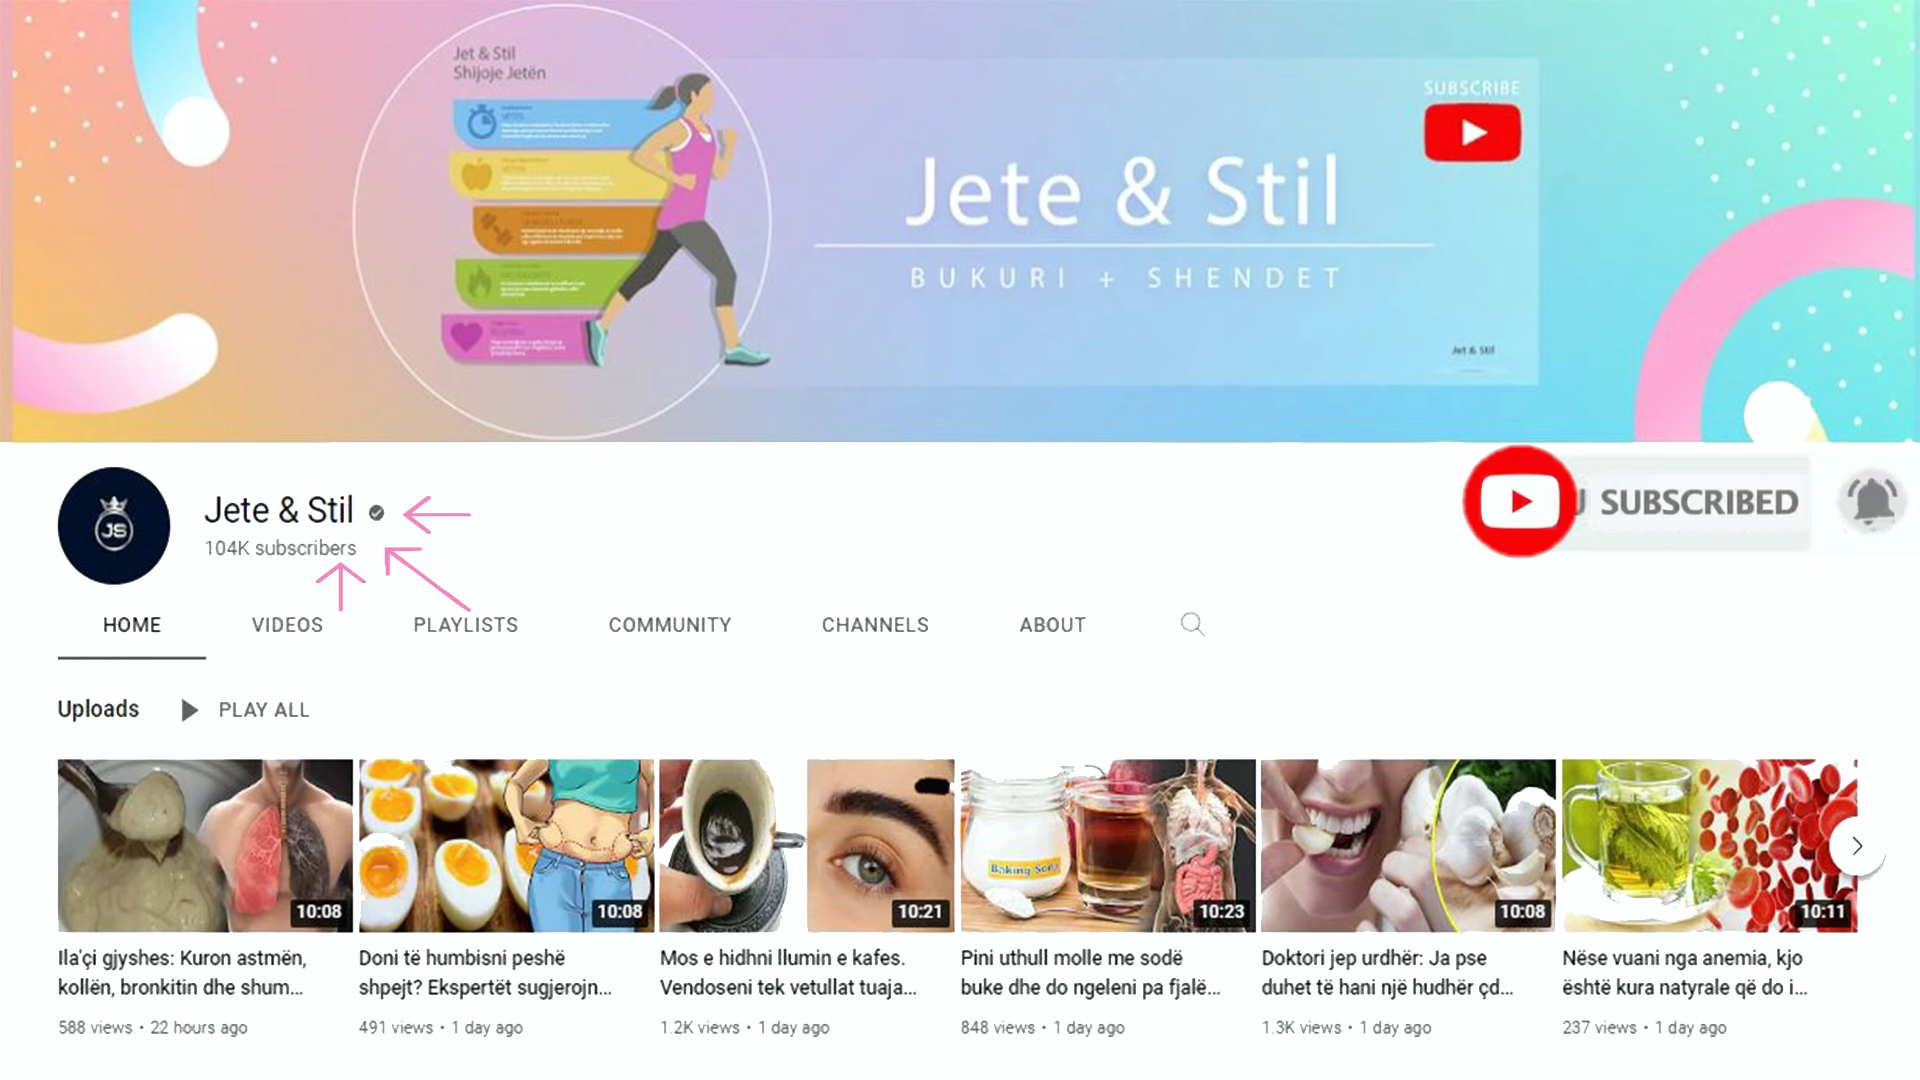 Jet & Stil
Shijoje Jetën
SUBSCRIBE
Jete & Stil
BUKURI + SHENDET
Jet & Stil
JS
Jete & Stil
104K subscribers
SUBSCRIBED
HOME VIDEOS PLAYLISTS COMMUNITY CHANNELS ABOUT
Uploads PLAY ALL
Baking Soda
10:08 10:08 10:21 10:23 10:08 10:11
Ila'çi gjyshes: Kuron astmën,
kollën, bronkitin dhe shum...
588 views • 22 hours ago
Doni të humbisni peshë
shpejt? Ekspertët sugjerojn...
491 views • 1 day ago
Mos e hidhni llumin e kafes.
Vendoseni tek vetullat tuaja...
1.2K views • 1 day ago
Pini uthull molle me sodë
buke dhe do ngeleni pa fjalë...
848 views • 1 day ago
Doktori jep urdhër: Ja pse
duhet të hani një hudhër çd...
1.3K views • 1 day ago
Nëse vuani nga anemia, kjo
është kura natyrale që do i...
237 views • 1 day ago